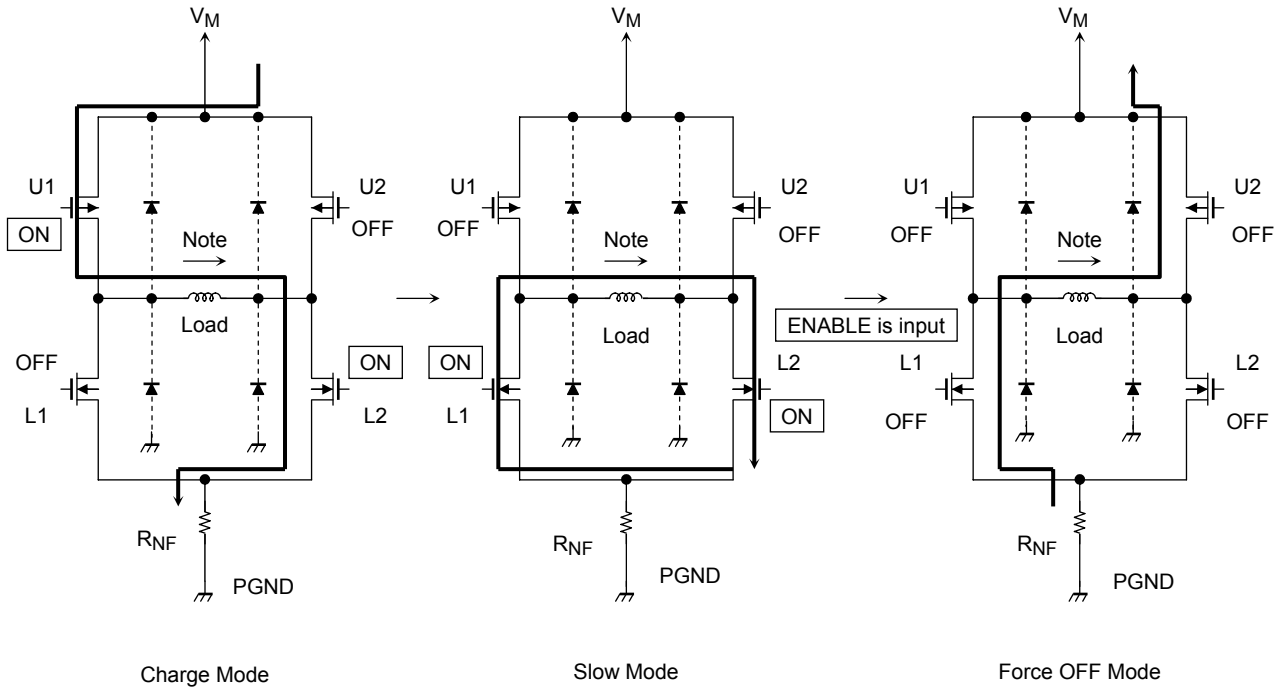 VM
U1
ON
U2
OFF
Note
Load
OFF
L1
ON
L2
RNF
PGND
Charge Mode
VM
U1
OFF
U2
OFF
Note
Load
ON
L1
L2
ON
RNF
PGND
Slow Mode
ENABLE is input
VM
U1
OFF
U2
OFF
Note
Load
L1
OFF
L2
OFF
RNF
PGND
Force OFF Mode